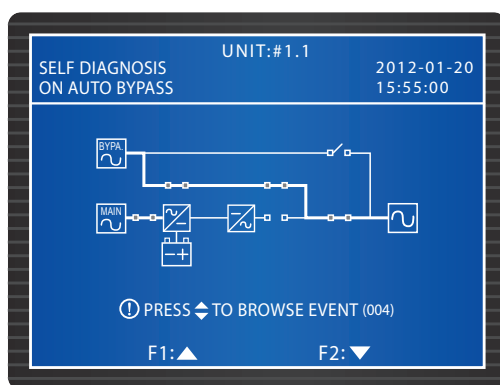 UNIT:#1.1
SELF DIAGNOSIS
ON AUTO BYPASS
2012-01-20
15:55:00
BYPA.
MAIN
PRESS TO BROWSE EVENT (004)
F1:
F2: